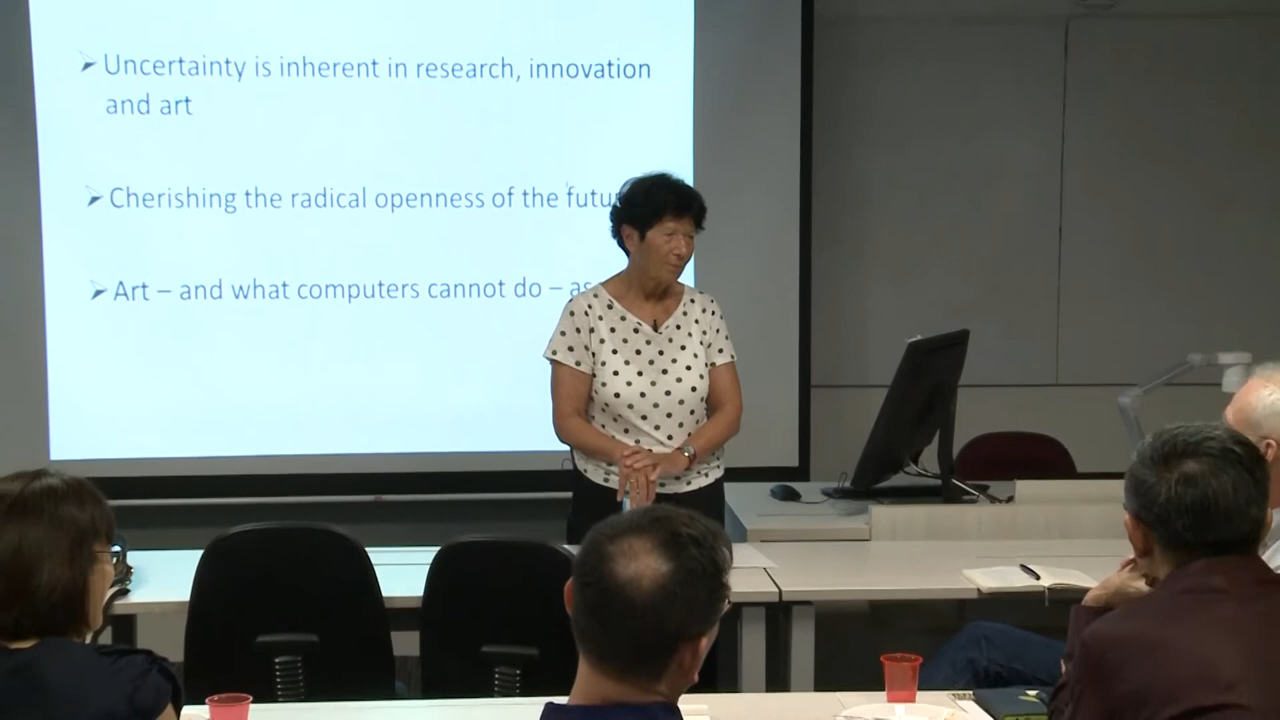 Uncertainty is inherent in research, innovation
and art
Cherishing the radical openness of the
Art – and what computers cannot do –